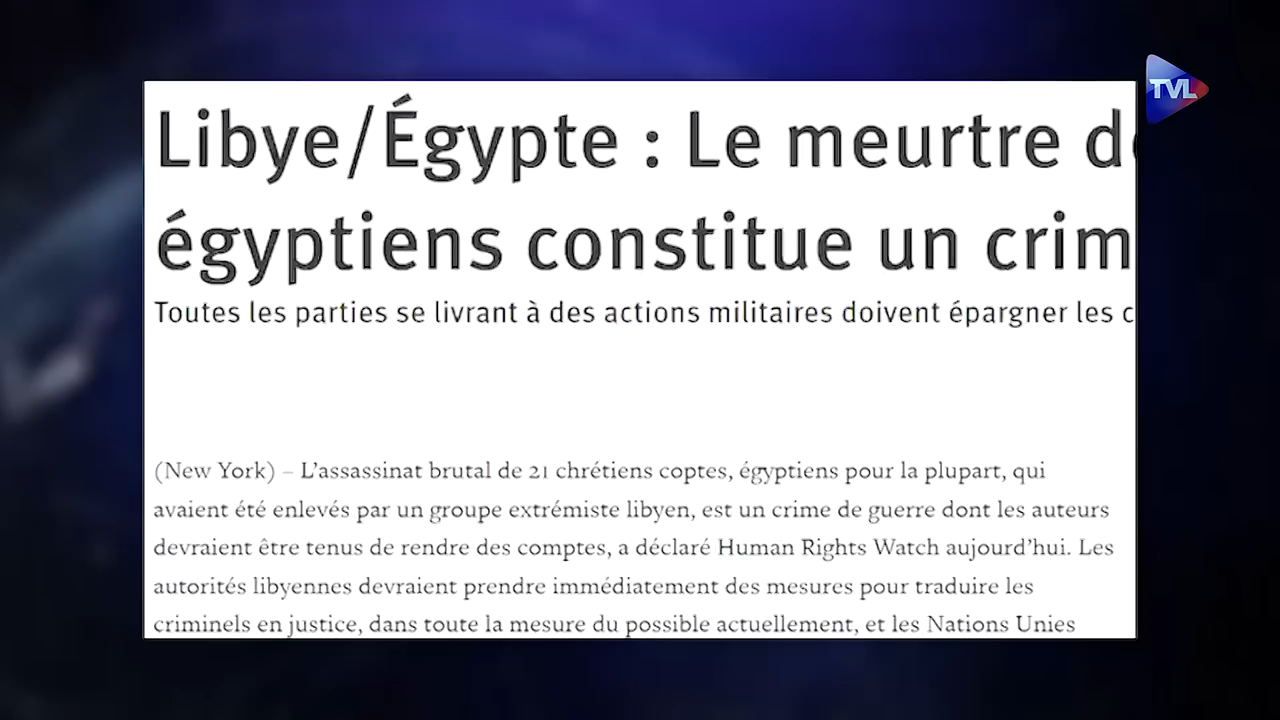 TVL
Libye/Égypte : Le meurtre
égyptiens constitue un
Toutes les parties se livrant à des actions militaires doivent épargner les
(New York) – L'assassinat brutal de 21 chrétiens coptes, égyptiens pour la plupart, qui
avaient été enlevés par un groupe extrémiste libyen, est un crime de guerre dont les auteurs
devraient être tenus de rendre des comptes, a déclaré Human Rights Watch aujourd'hui. Les
autorités libyennes devraient prendre immédiatement des mesures pour traduire les
criminels en justice, dans toute la mesure du possible actuellement, et les Nations Unies